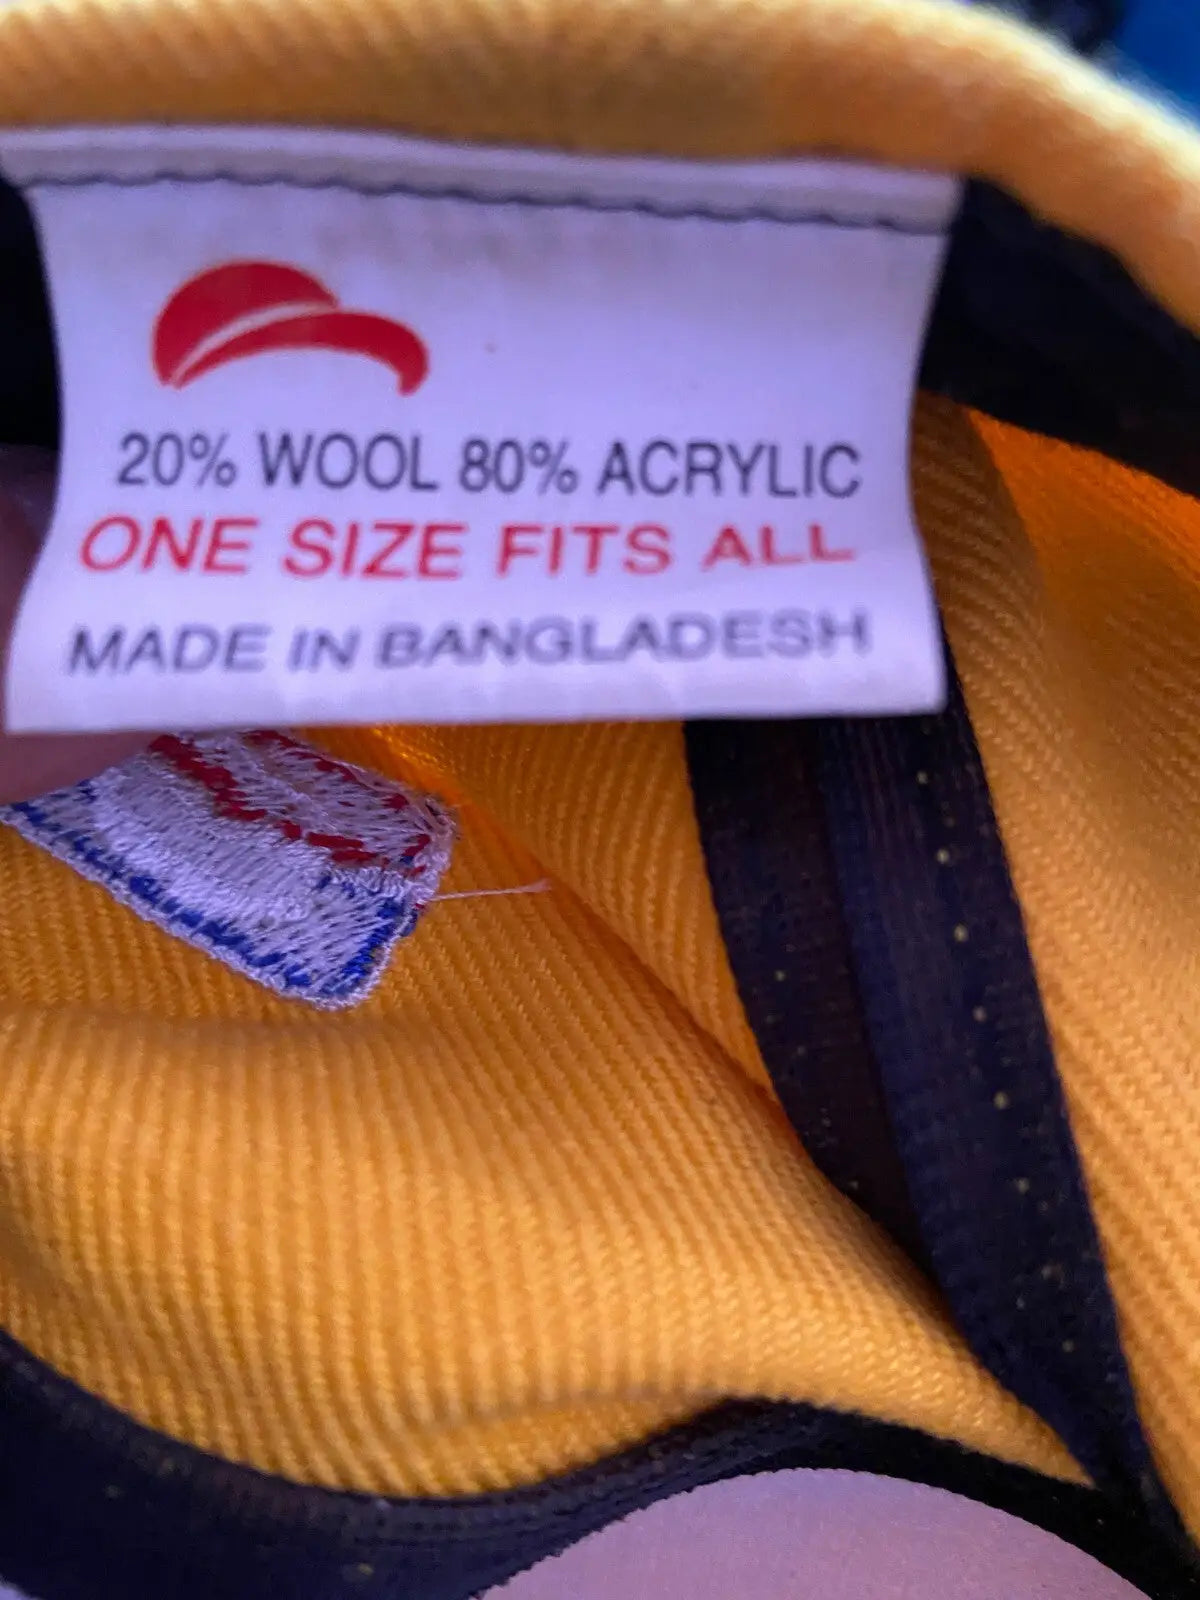 20% WOOL 80% ACRYLIC
ONE SIZE FITS ALL
MADE IN BANGLADESH